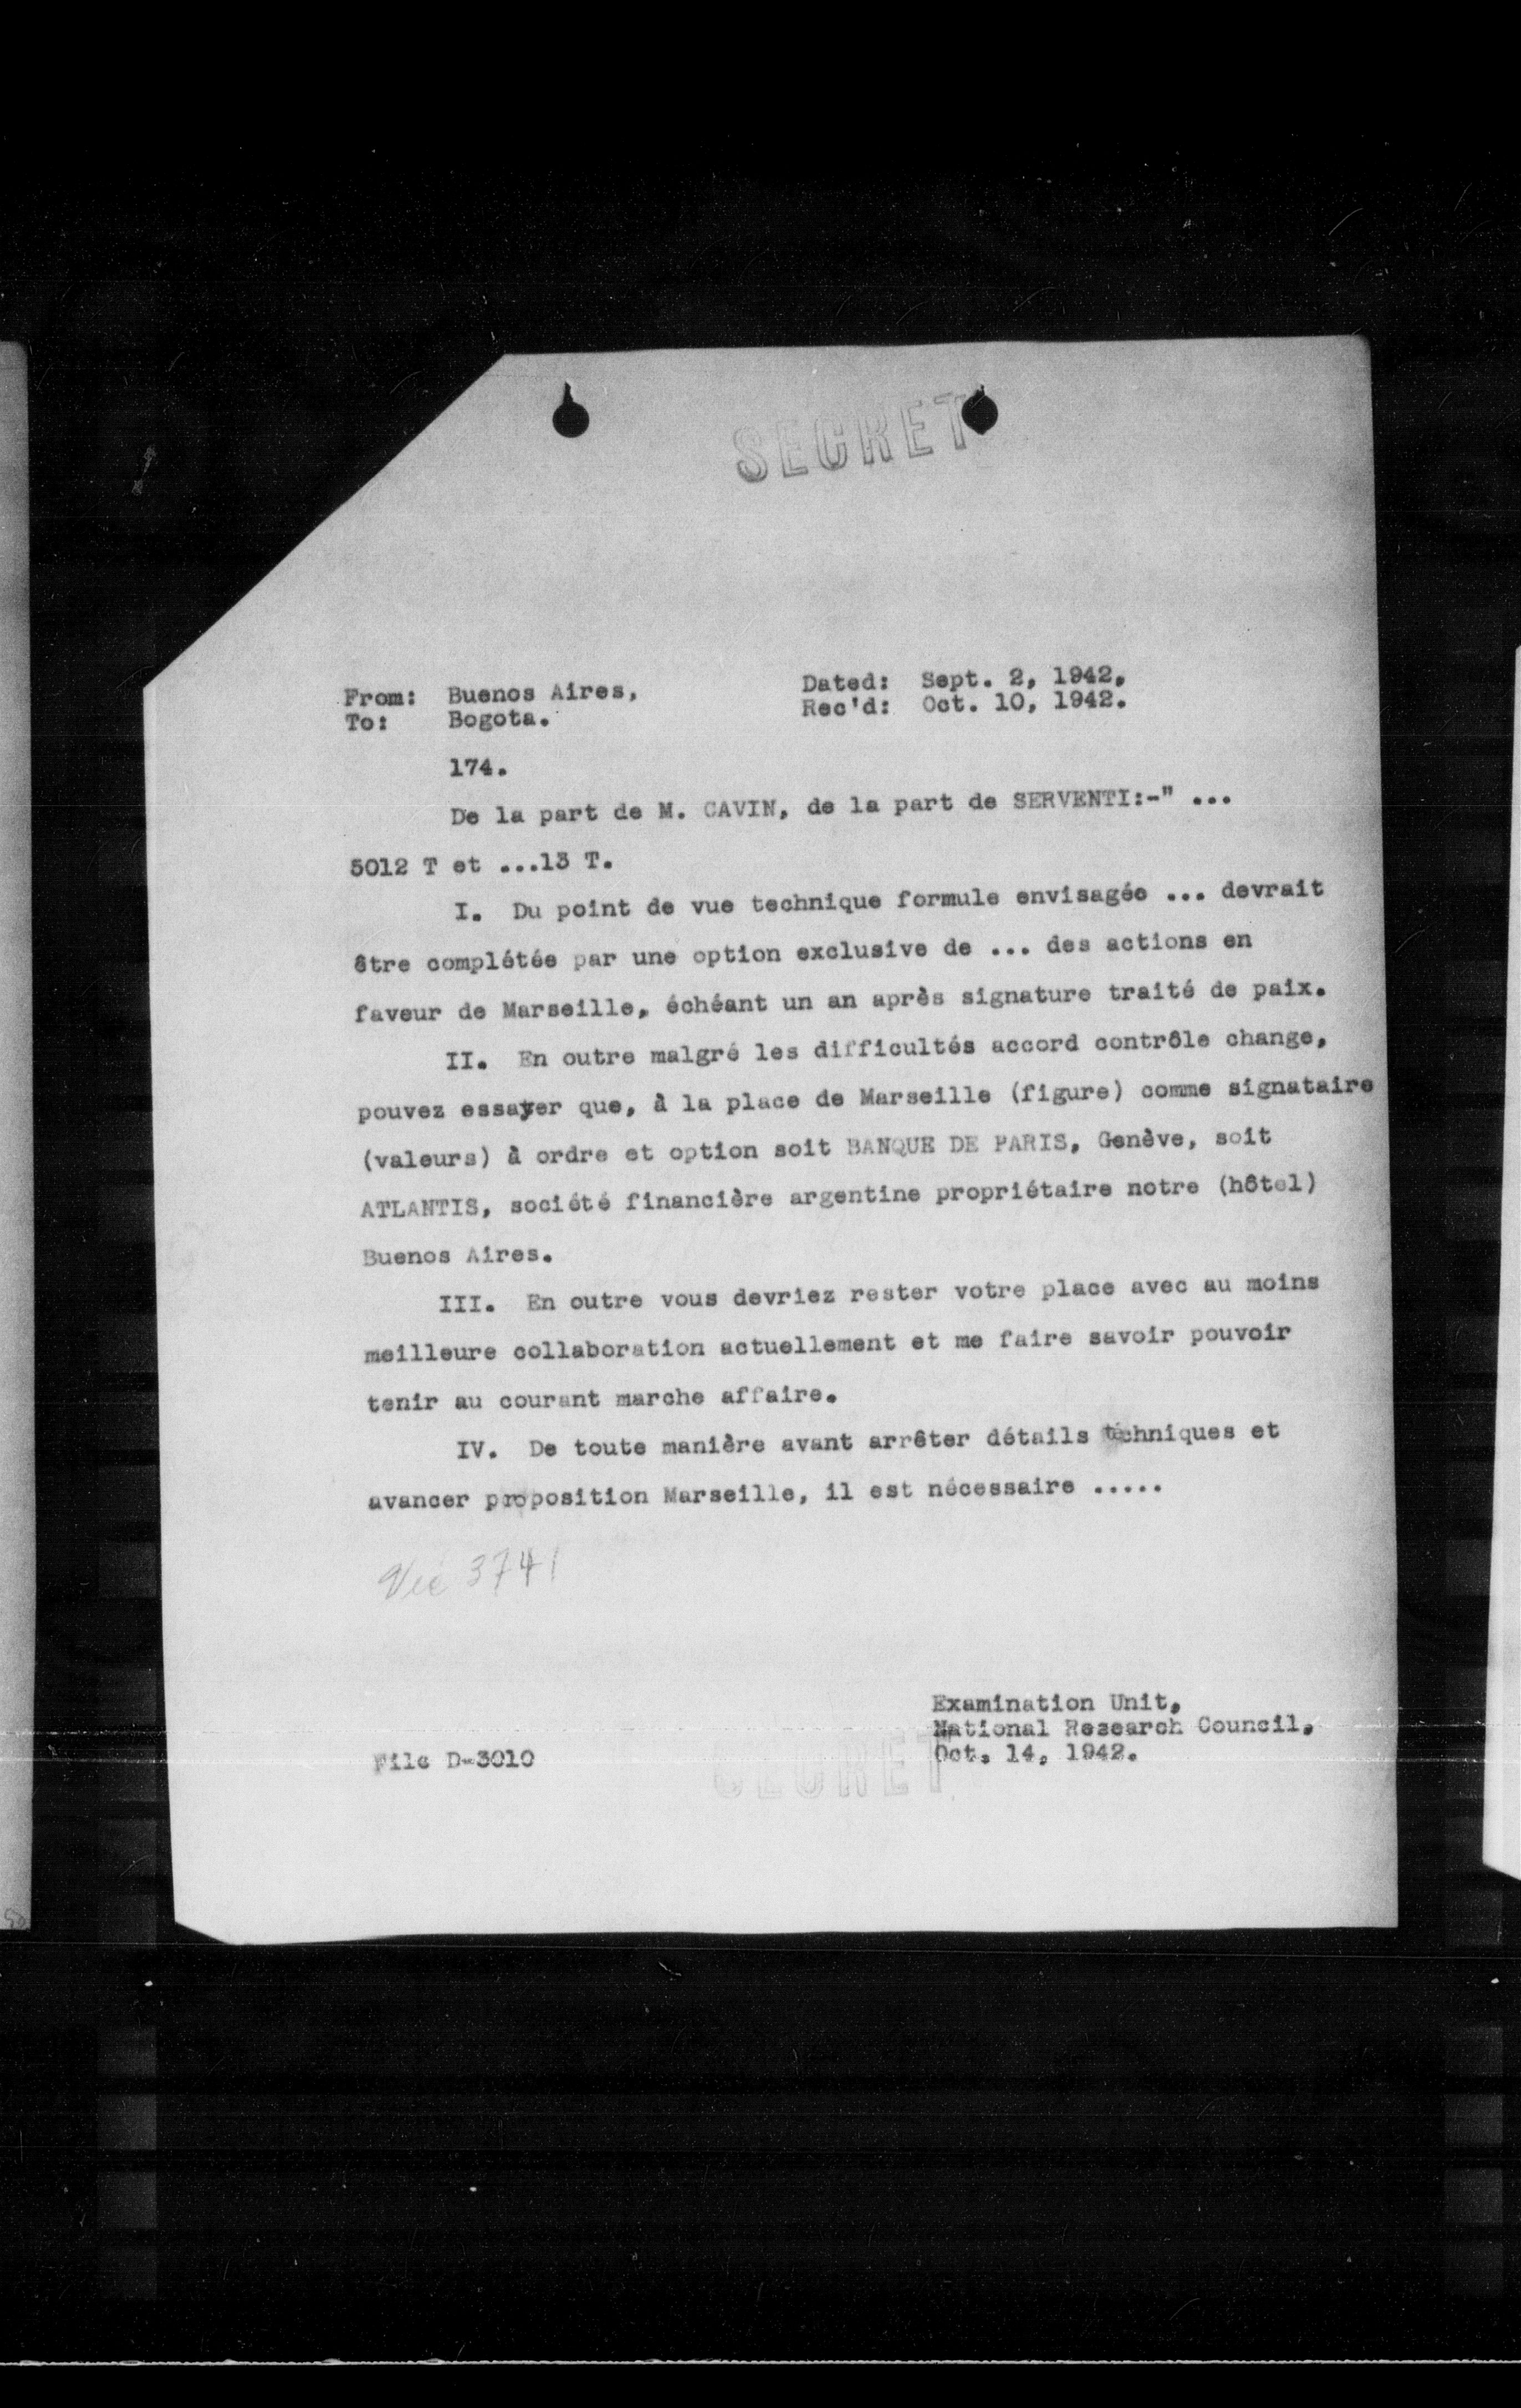 SECRET
From: Buenos Aires, Dated: Sept. 2, 1942.
To: Bogota. Rec'd: Oct. 10, 1942.
174.
De la part de M. CAVIN, de la part de SERVENTI:-" ...
5012 T et ...13 T.
I. Du point de vue technique formule envisagée ... devrait
être complétée par une option exclusive de ... des actions en
faveur de Marseille, échéant un an après signature traité de paix.
II. En outre malgré les difficultés accord contrôle change,
pouvez essayer que, à la place de Marseille (figure) comme signataire
(valeurs) à ordre et option soit BANQUE DE PARIS, Genève, soit
ATLANTIS, société financière argentine propriétaire notre (hôtel)
Buenos Aires.
III. En outre vous devriez rester votre place avec au moins
meilleure collaboration actuellement et me faire savoir pouvoir
tenir au courant marche affaire.
IV. De toute manière avant arrêter détails techniques et
avancer proposition Marseille, il est nécessaire .....
3741
Examination Unit,
National Research Council,
File D-3010 Oct. 14, 1942.
SECRET